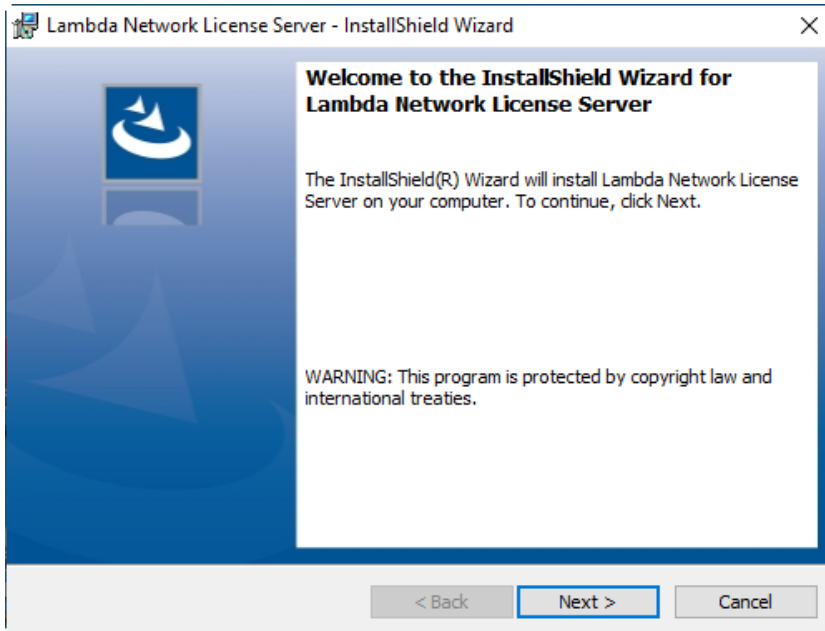 Lambda Network License Server - InstallShield Wizard
Welcome to the InstallShield Wizard for
Lambda Network License Server
The InstallShield(R) Wizard will install Lambda Network License
Server on your computer. To continue, click Next.
WARNING: This program is protected by copyright law and
international treaties.
< Back
Next >
Cancel